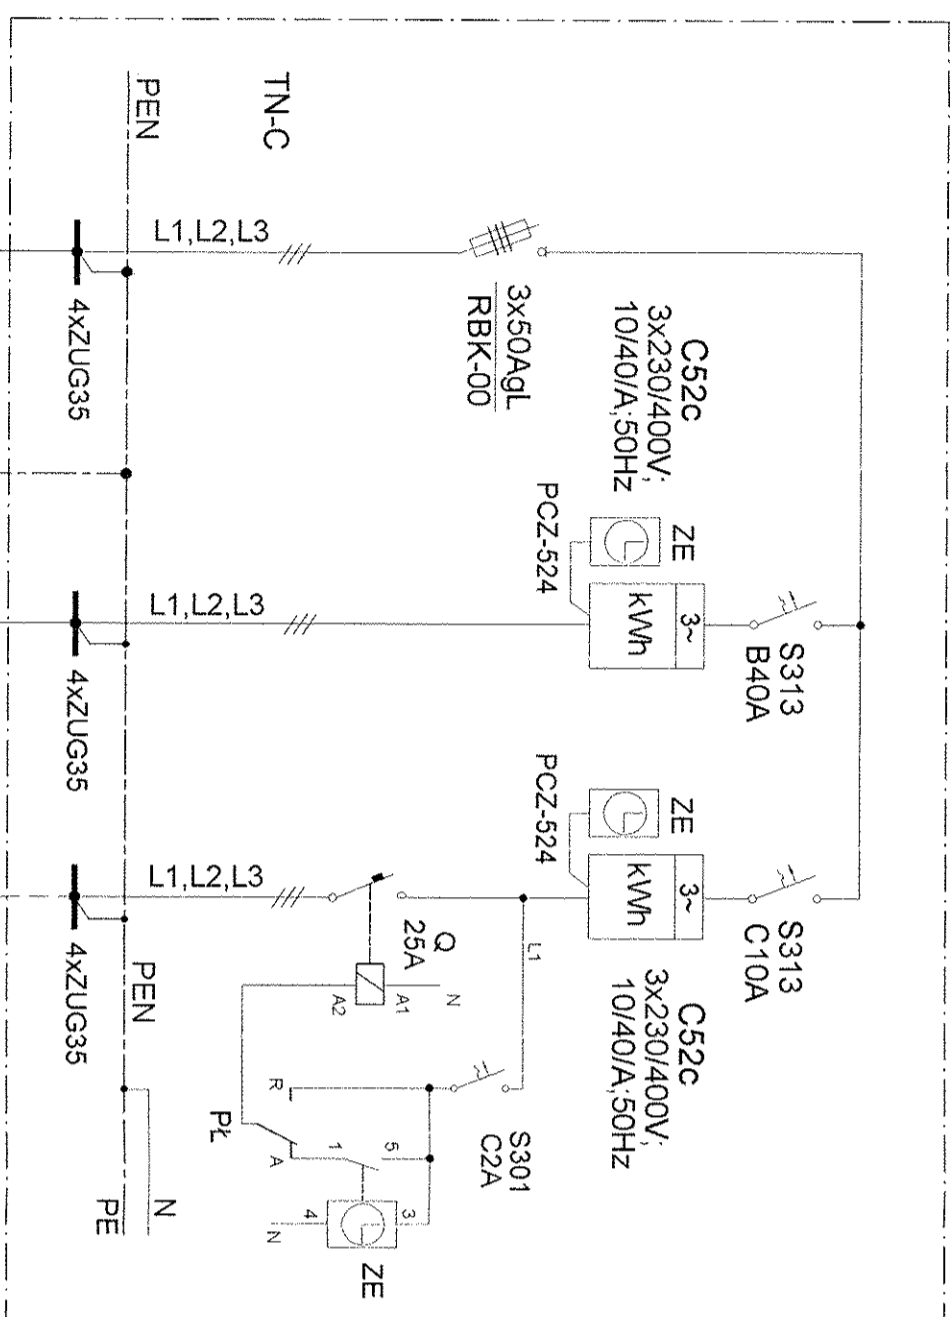 TN-C
PEN
L1,L2,L3
4xZUG35
3x50AgL
RBK-00
C52c
3x230/400V;
10/40/A;50Hz
ZE
PCZ-524
kWh
3~
S313
B40A
L1,L2,L3
4xZUG35
ZE
PCZ-524
kWh
3~
S313
C10A
C52c
3x230/400V;
10/40/A;50Hz
L1
L1,L2,L3
4xZUG35
Q
25A
A1
A2
N
S301
C2A
R
PŁ
A
1
5
3
4
N
ZE
PEN
N
PE